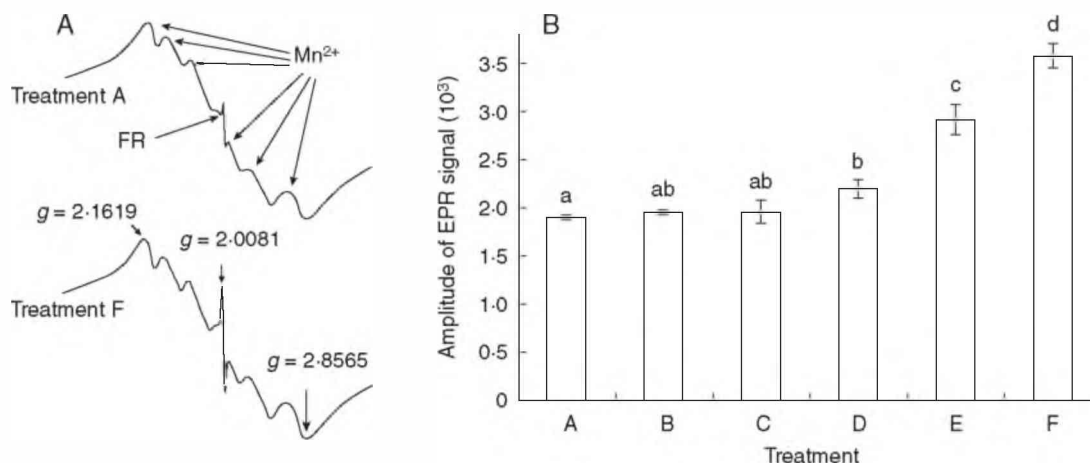 A
Mn²⁺
Treatment A
FR
g = 2·1619
g = 2·0081
Treatment F
g = 2·8565
B
Amplitude of EPR signal (10³)
3·5
3·0
2·5
2·0
1·5
1·0
0·5
0
a
ab
ab
b
c
d
A B C D E F
Treatment